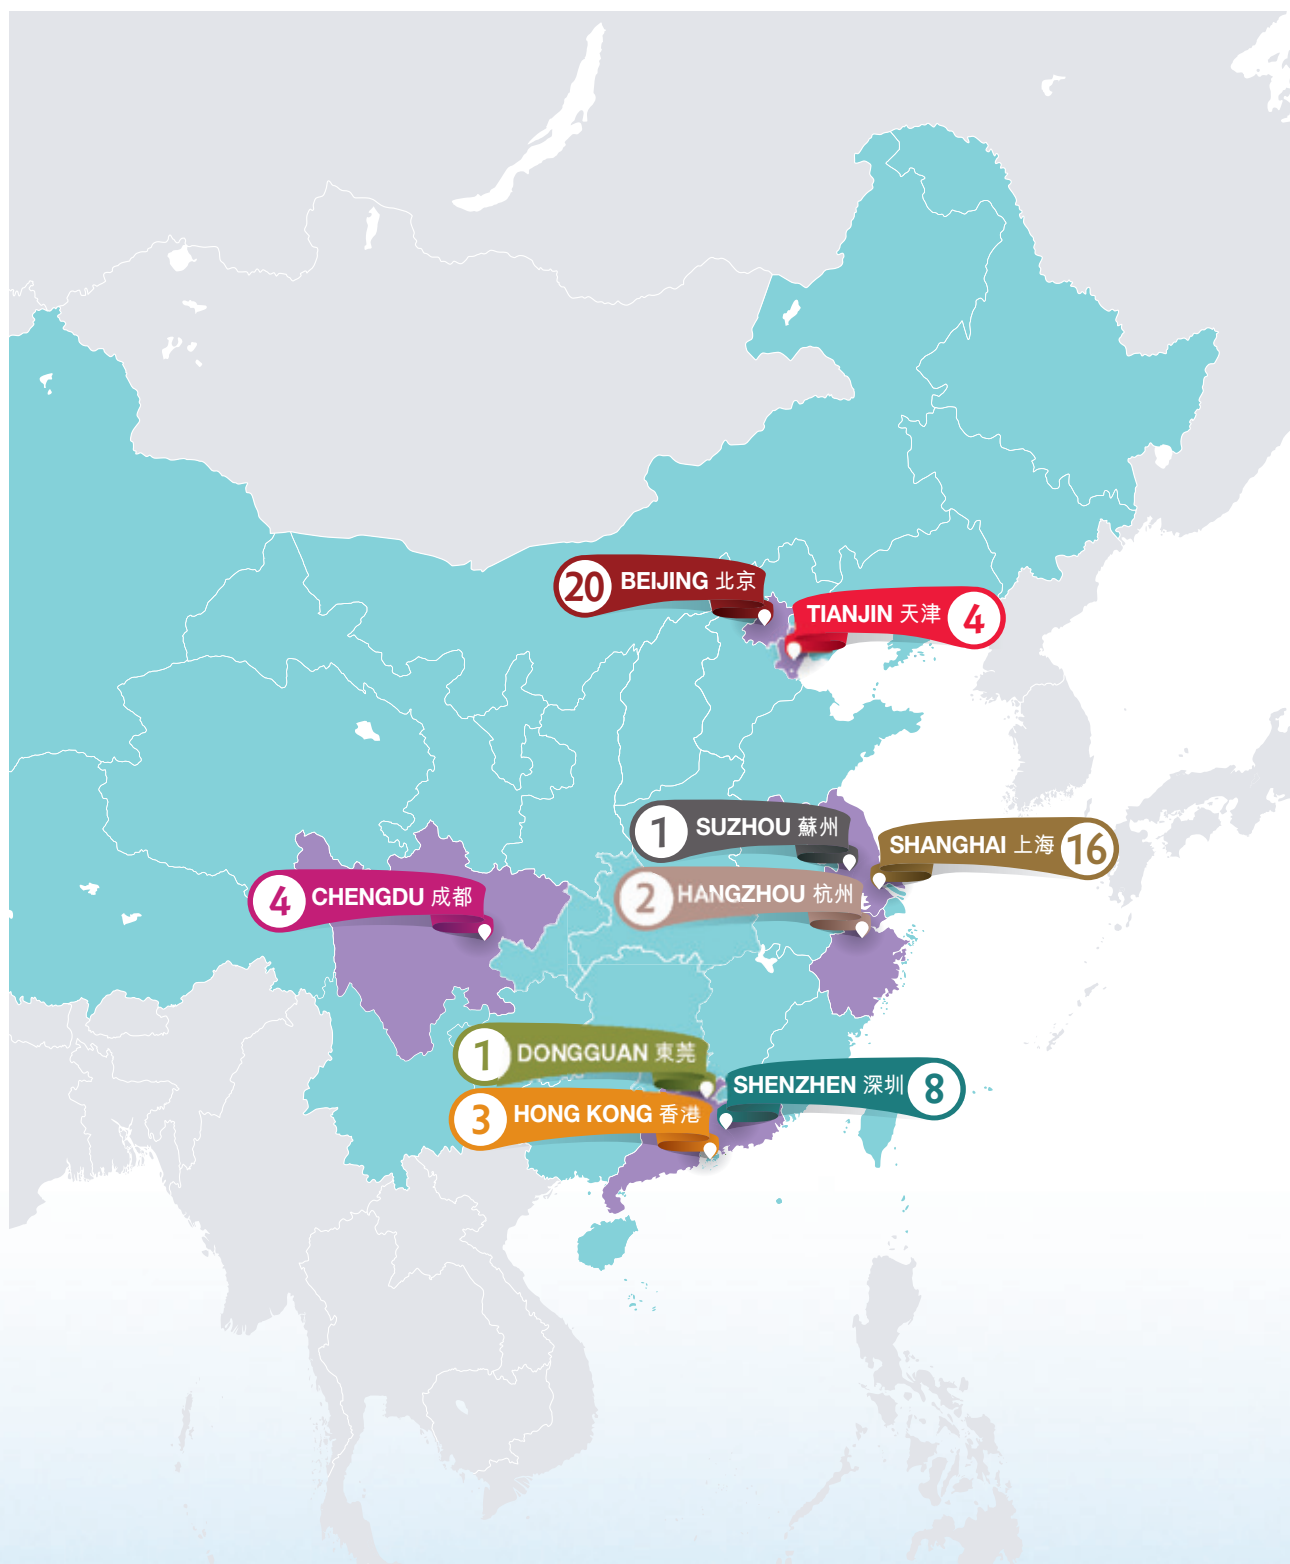 20 BEIJING 北京
TIANJIN 天津 4
1 SUZHOU 蘇州
SHANGHAI 上海 16
4 CHENGDU 成都
2 HANGZHOU 杭州
1 DONGGUAN 東莞
SHENZHEN 深圳 8
3 HONG KONG 香港